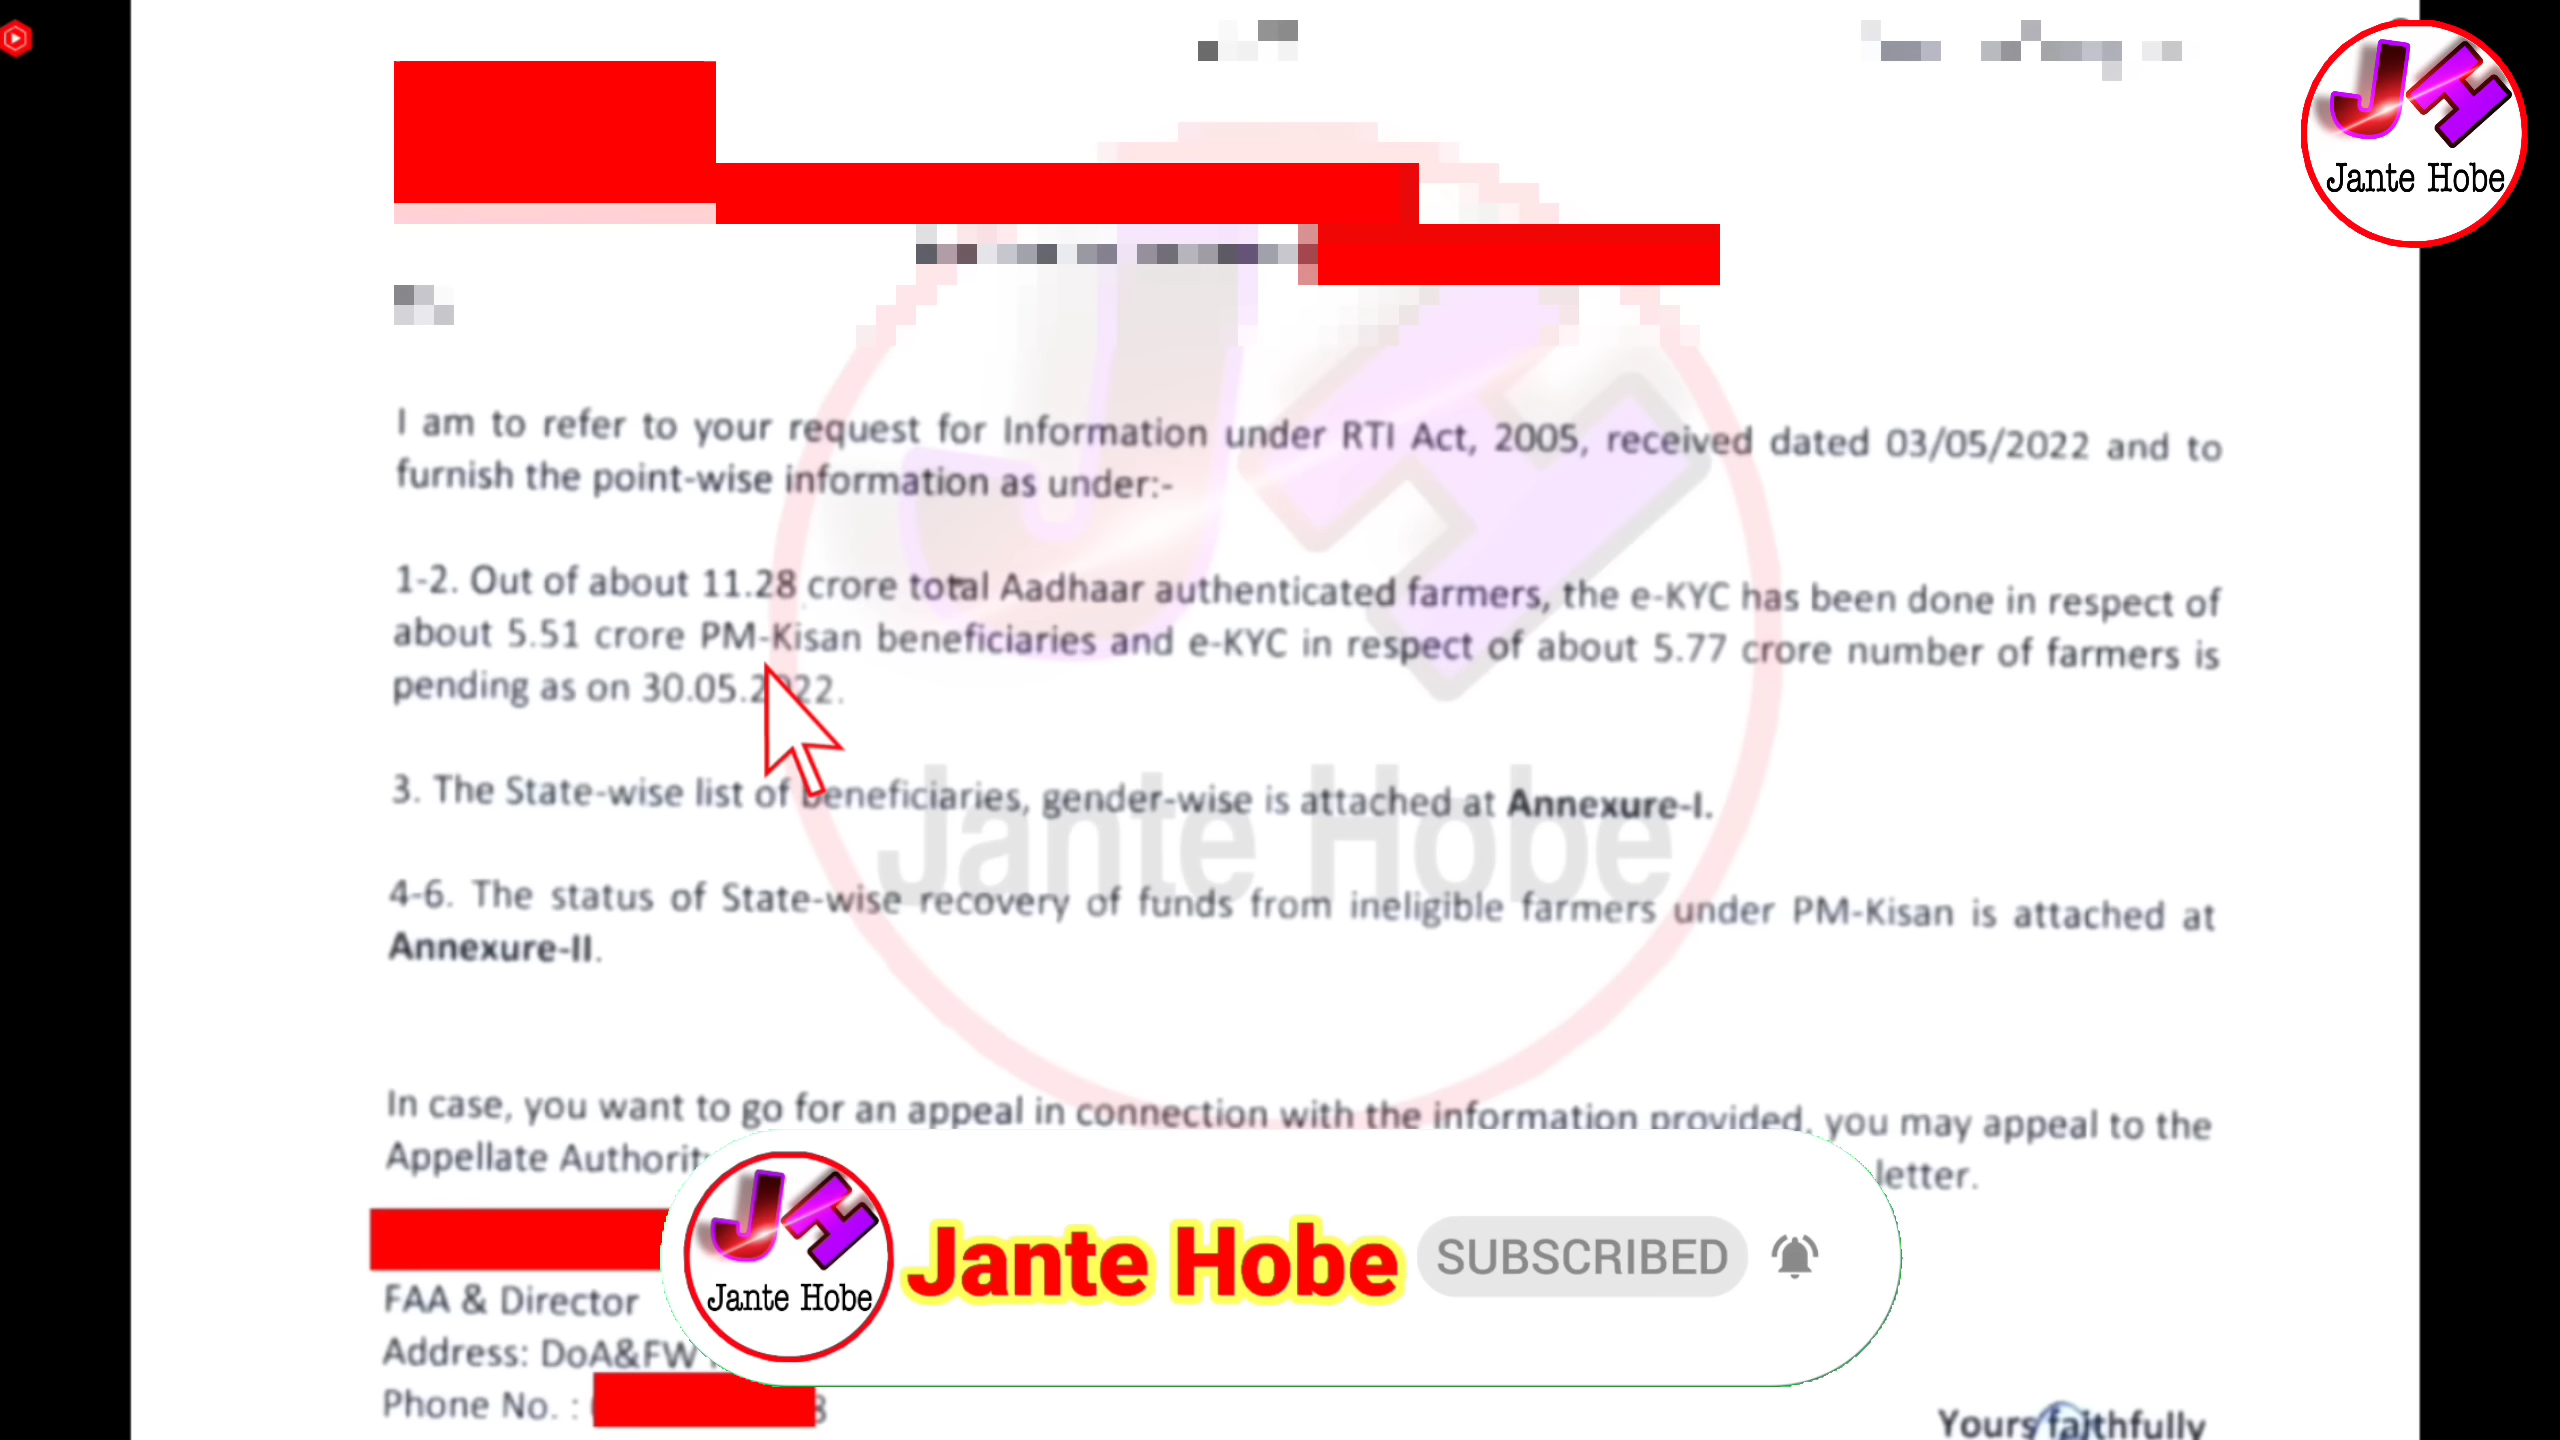 Jante Hobe
I am to refer to your request for Information under RTI Act, 2005, received dated 03/05/2022 and to
furnish the point-wise information as under:-
1-2. Out of about 11.28 crore total Aadhaar authenticated farmers, the e-KYC has been done in respect of
about 5.51 crore PM-Kisan beneficiaries and e-KYC in respect of about 5.77 crore number of farmers is
pending as on 30.05.2022.
3. The State-wise list of beneficiaries, gender-wise is attached at Annexure-I.
Jante Hobe
4-6. The status of State-wise recovery of funds from ineligible farmers under PM-Kisan is attached at
Annexure-II.
In case, you want to go for an appeal in connection with the information provided, you may appeal to the
Appellate letter.
JH Jante Hobe
Jante Hobe SUBSCRIBED
FAA & Director
Address: DoA&FW
Phone No. : 8
Yours faithfully